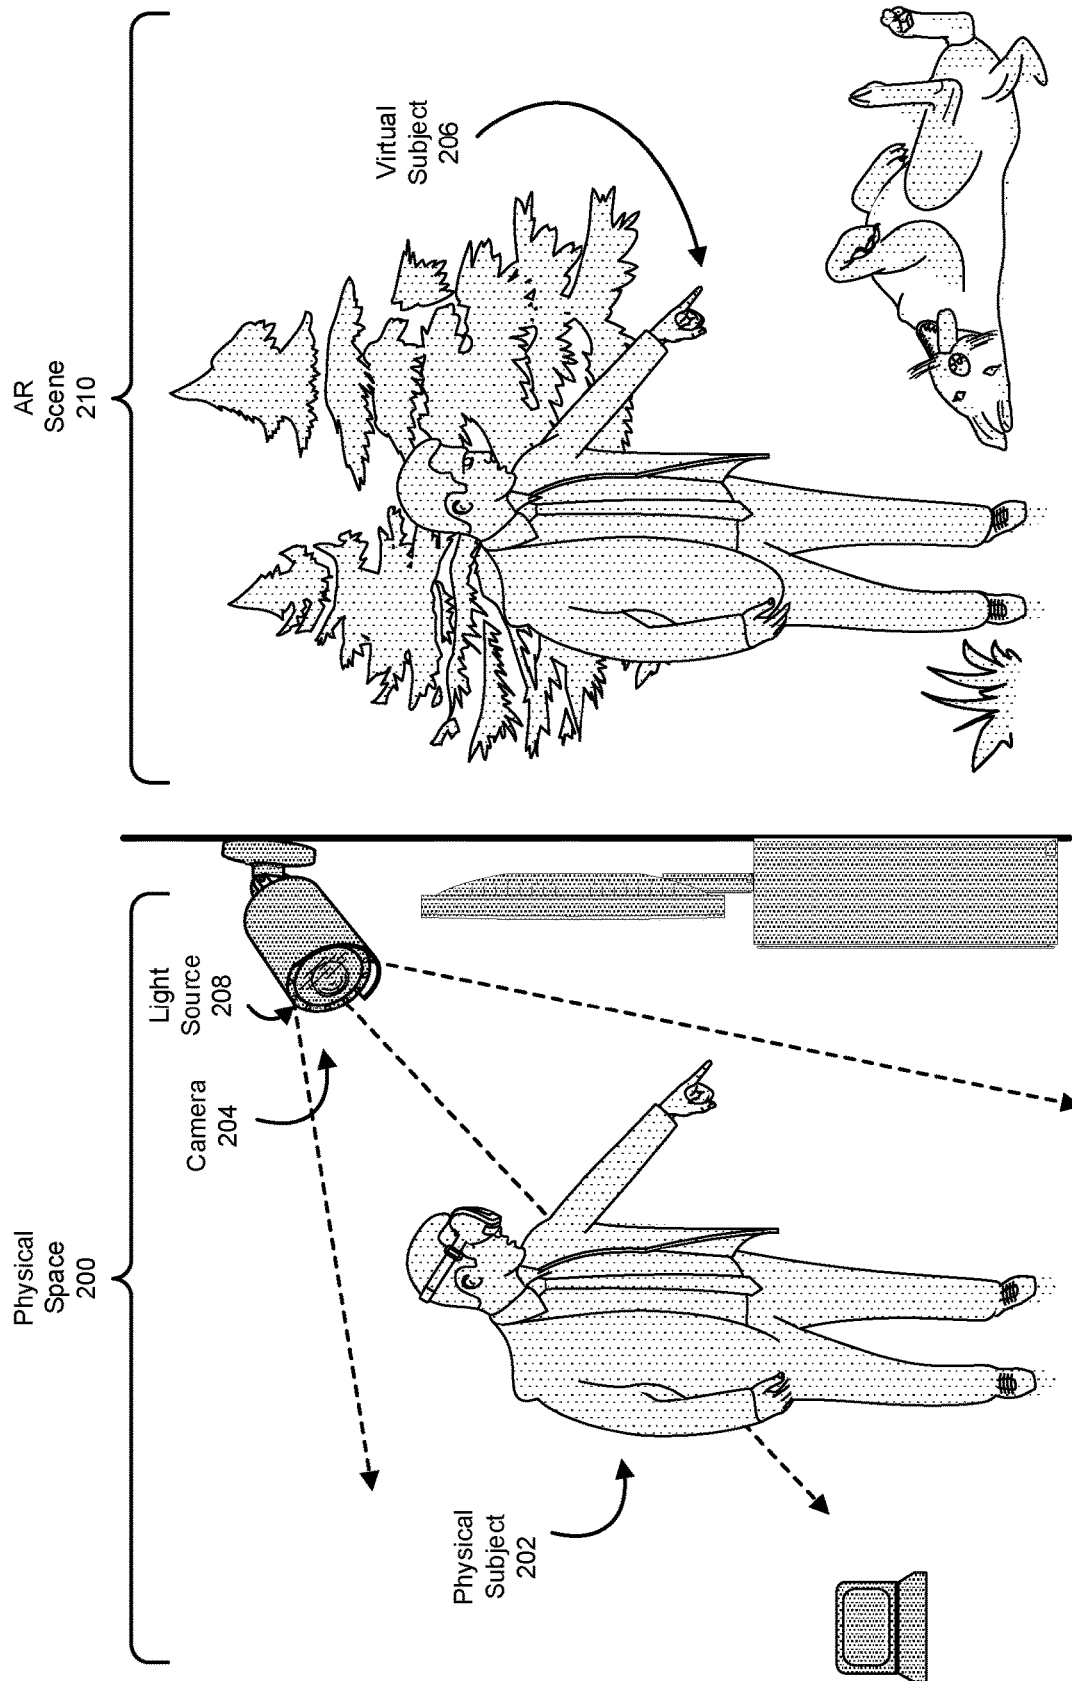 Physical
Space
200
AR
Scene
210
Light
Source
208
Camera
204
Virtual
Subject
206
Physical
Subject
202